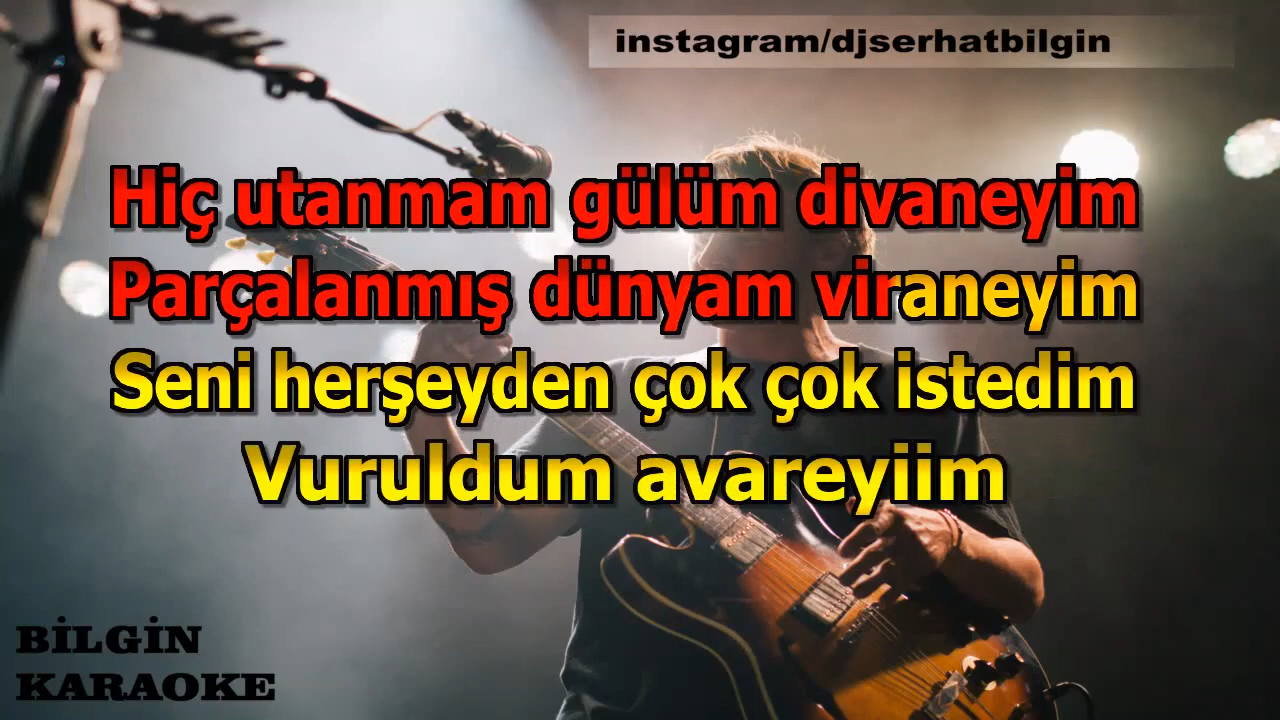 instagram/djserhatbilgin
Hiç utanmam gülüm divaneyim
Parçalanmış dünyam viraneyim
Seni herşeyden çok çok istedim
Vuruldum avareyiim
BİLGİN
KARAOKE